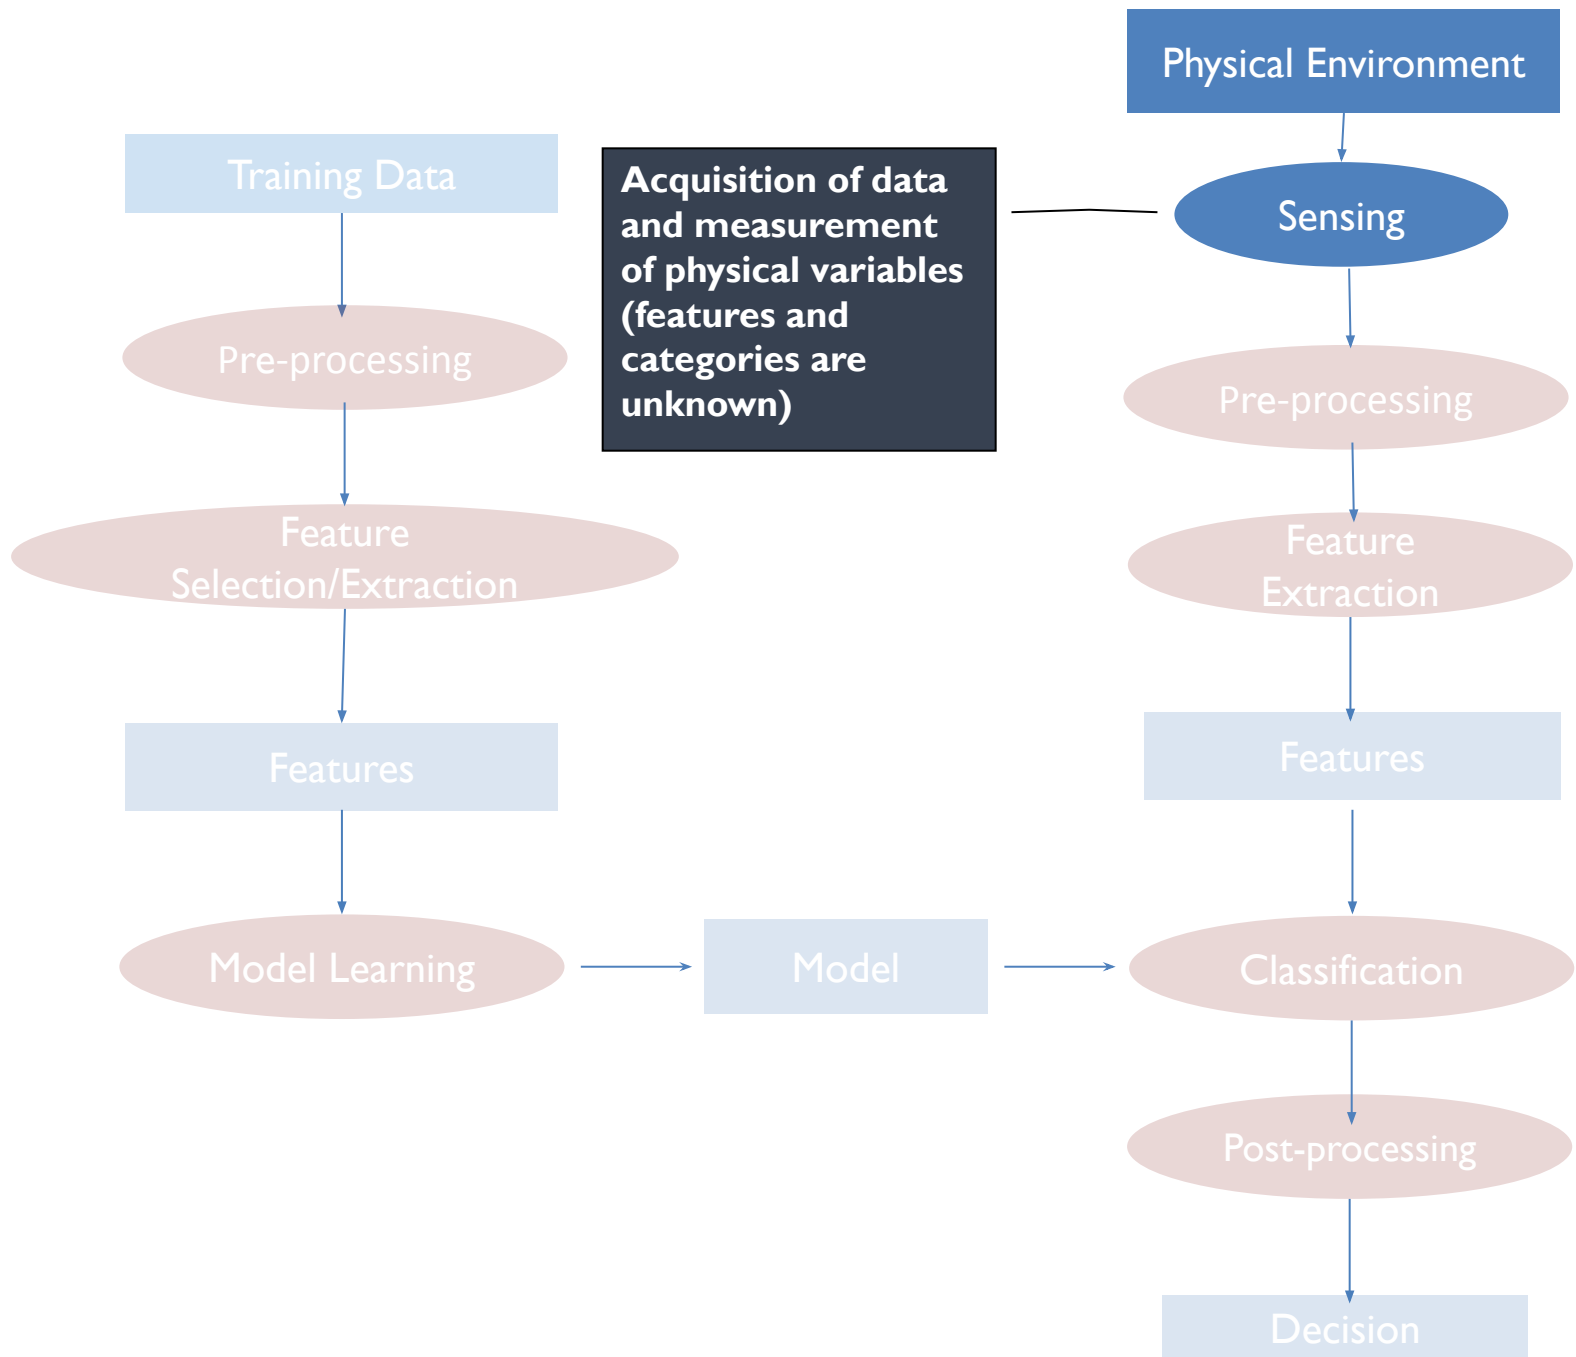 Physical Environment
Training Data
Acquisition of data
and measurement
of physical variables
(features and
categories are
unknown)
Sensing
Pre-processing
Pre-processing
Feature
Selection/Extraction
Feature
Extraction
Features
Features
Model Learning
Model
Classification
Post-processing
Decision